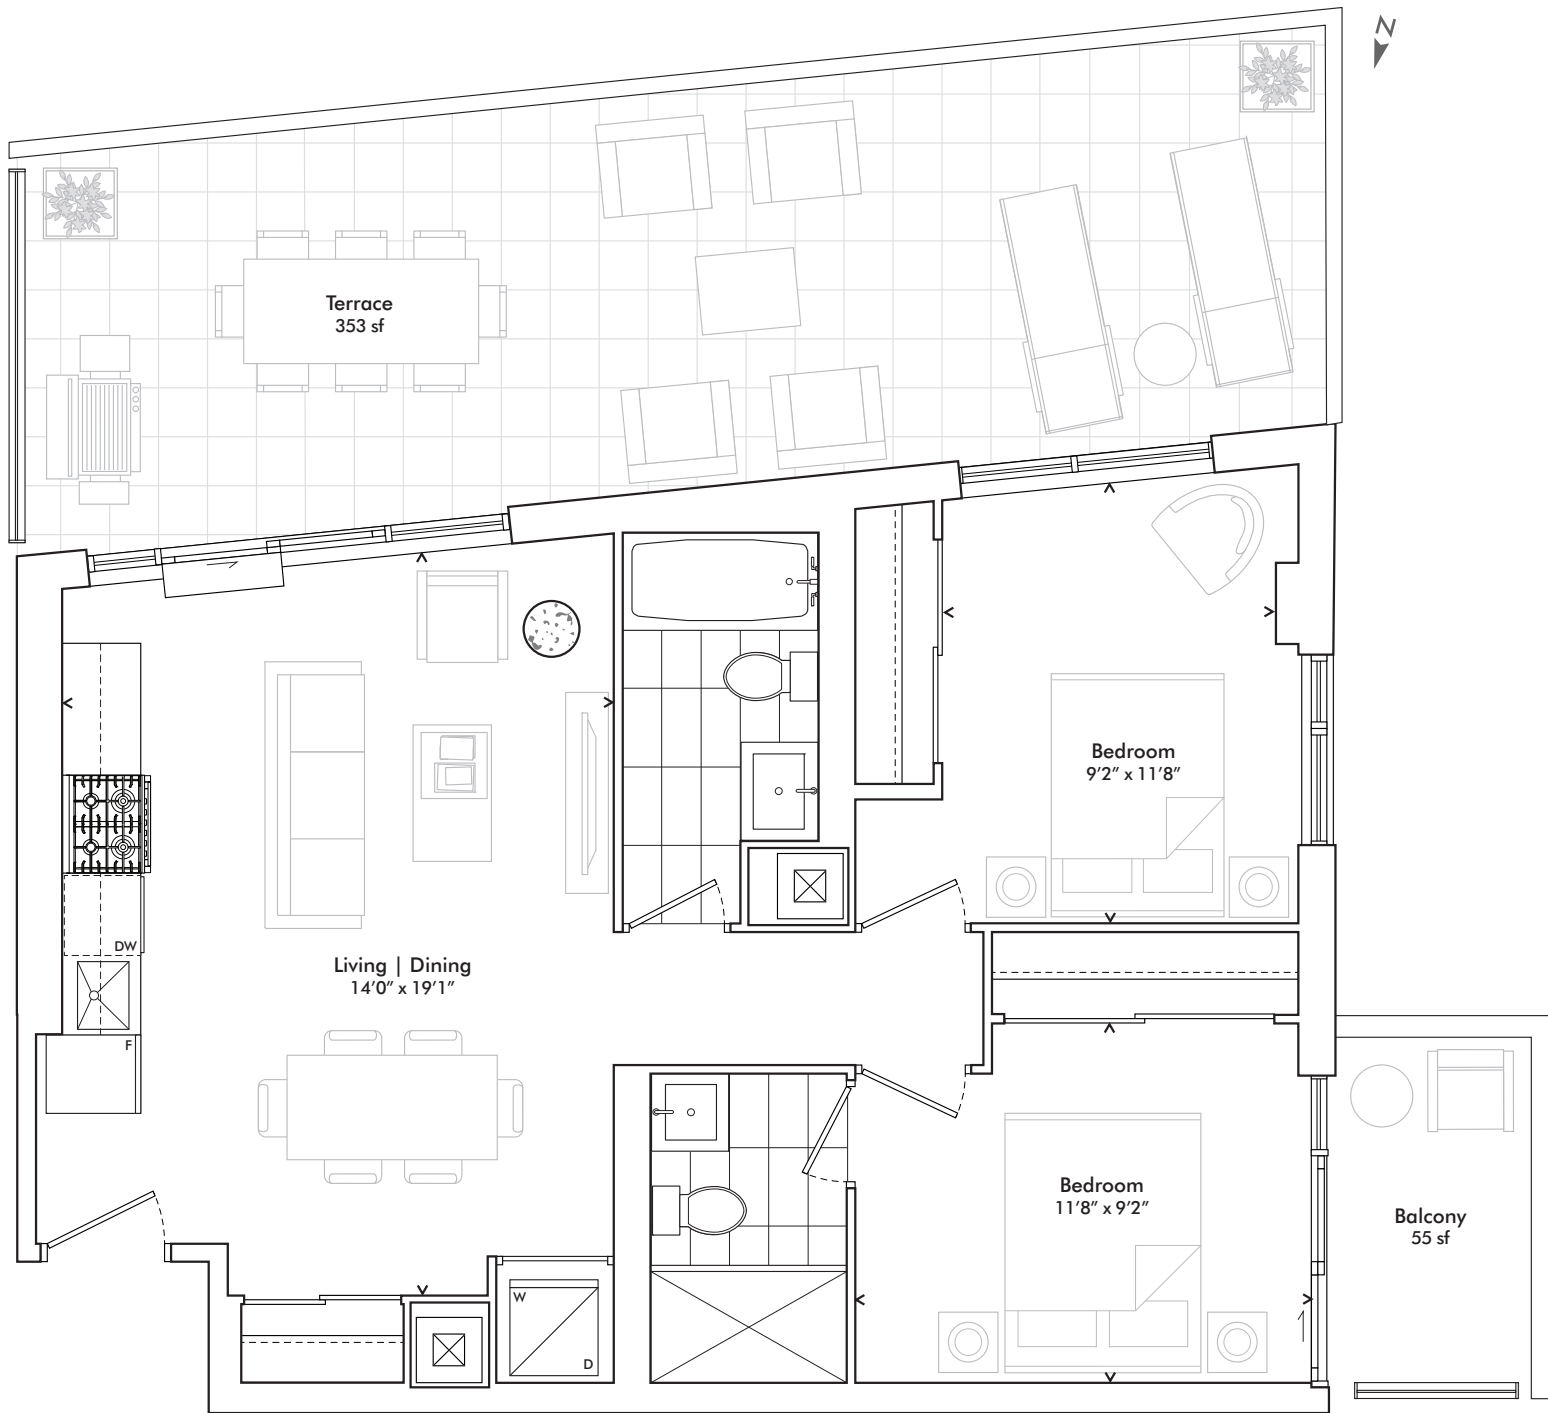 N
Terrace
353 sf
Bedroom
9’2” x 11’8”
DW
Living | Dining
14’0” x 19’1”
F
Bedroom
11’8” x 9’2”
Balcony
55 sf
W
D